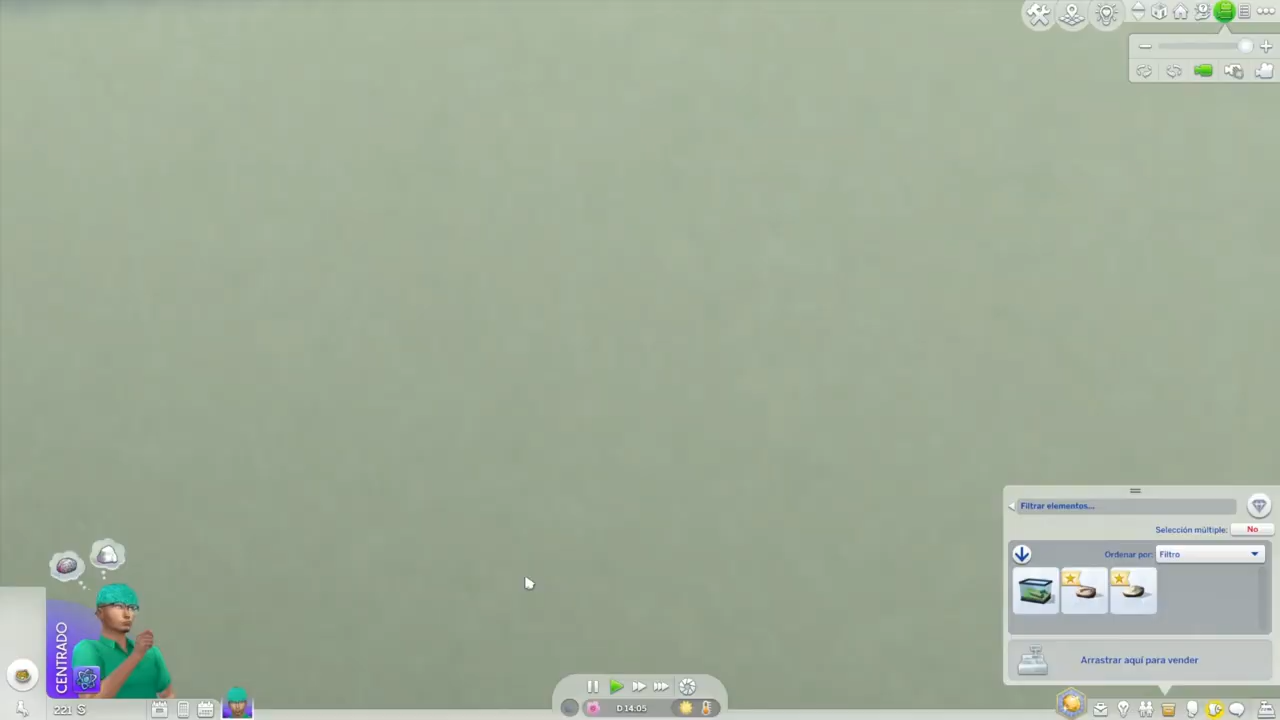 Filtrar elementos...
Selección múltiple: No
Ordenar por: Filtro
Arrastrar aquí para vender
CENTRADO
221 S
D 14:05